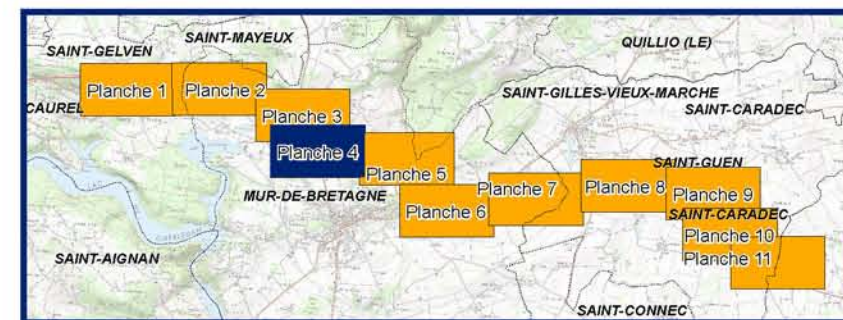 SAINT-MAYEUX
SAINT-GELVEN
QUILLIO (LE)
Planche 1
Planche 2
SAINT-GILLES-VIEUX-MARCHE
CAUREL
SAINT-CARADEC
Planche 3
Planche 4
SAINT-GUEN
Planche 5
Planche 8
Planche 7
MUR-DE-BRETAGNE
Planche 9
Planche 6
SAINT-CARADEC
Planche 10
SAINT-AIGNAN
Planche 11
SAINT-CONNEC